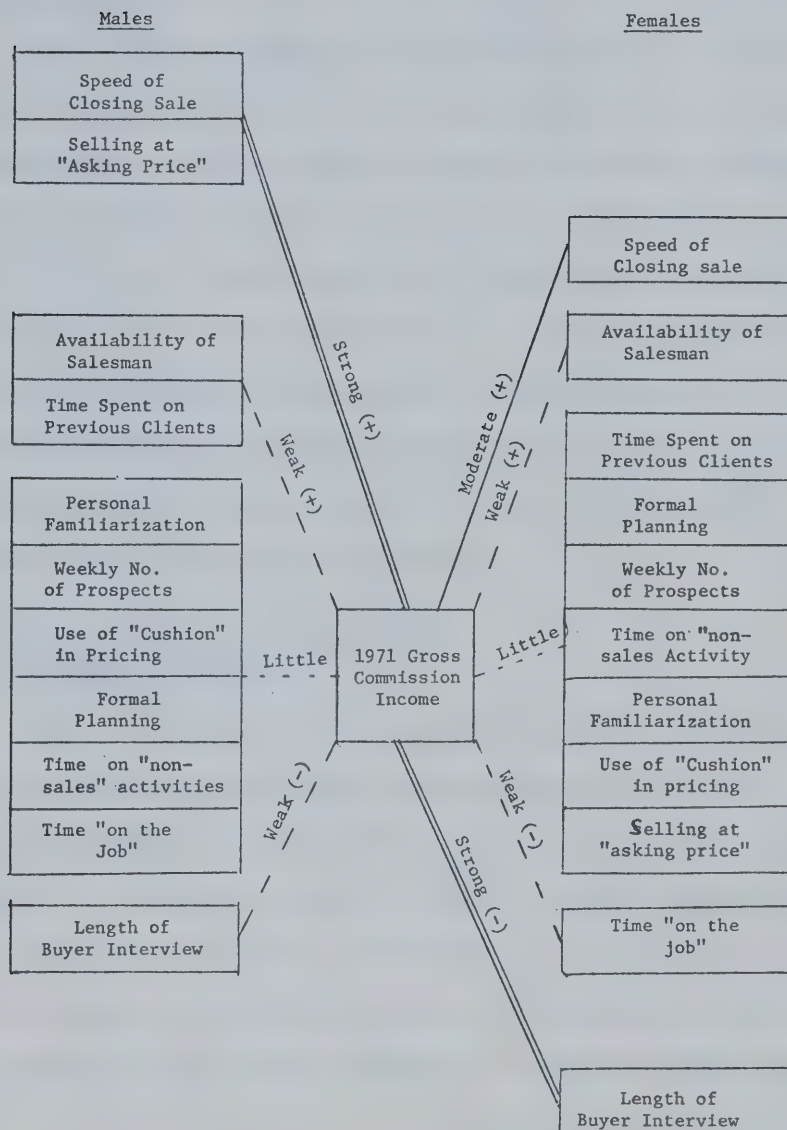 Males
Females
Speed of
Closing Sale
Selling at
"Asking Price"
Speed of
Closing sale
Availability of
Salesman
Time Spent on
Previous Clients
Availability of
Salesman
Strong (+)
Weak (+)
Moderate (+)
Weak (+)
Personal
Familiarization
Weekly No.
of Prospects
Use of "Cushion"
in Pricing
Formal
Planning
Time on "non-
sales" activities
Time "on the
Job"
Little
1971 Gross
Commission
Income
Little
Time Spent on
Previous Clients
Formal
Planning
Weekly No.
of Prospects
Time on "non-
sales Activity
Personal
Familiarization
Use of "Cushion"
in pricing
Selling at
"asking price"
Weak (-)
Strong (-)
Weak (-)
Length of
Buyer Interview
Time "on the
job"
Length of
Buyer Interview